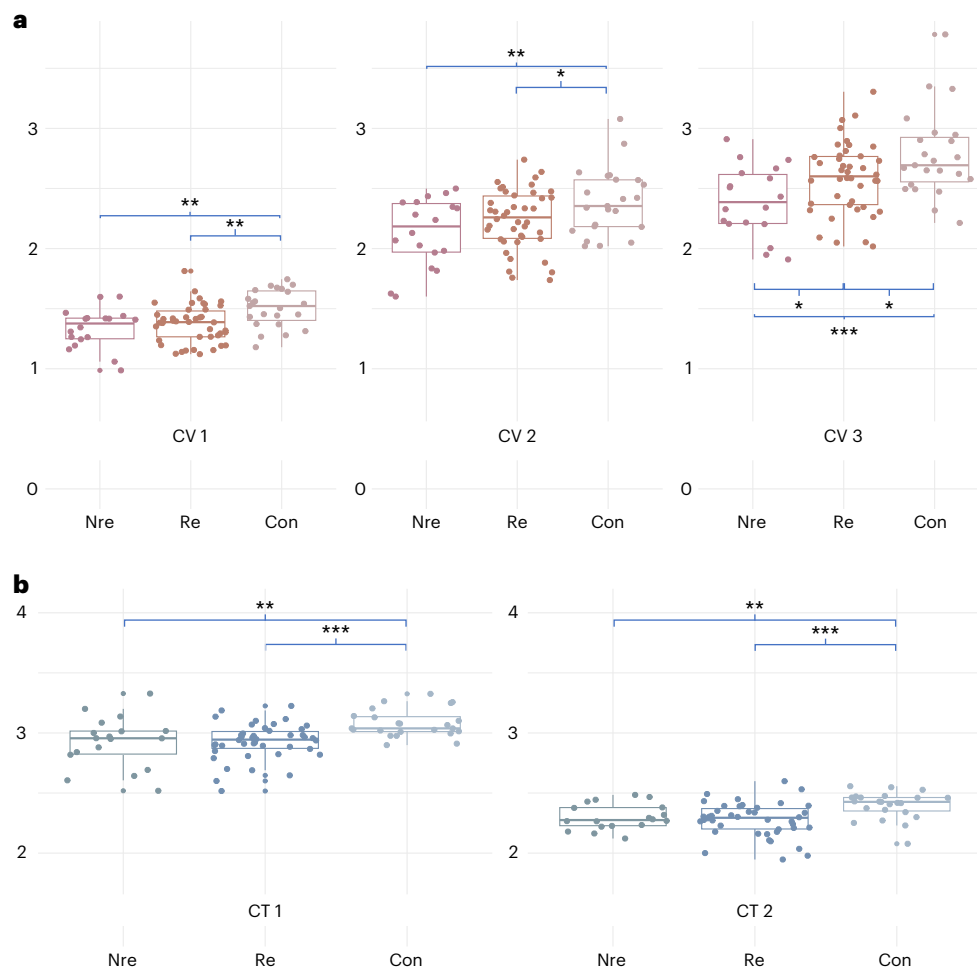 a
** * ** ** * * ***
3 3 3
2 2 2
1 1 1
CV 1 CV 2 CV 3
0 0 0
Nre Re Con Nre Re Con Nre Re Con
b
4 ** *** 4 ** ***
3 3
2 2
CT 1 CT 2
Nre Re Con Nre Re Con